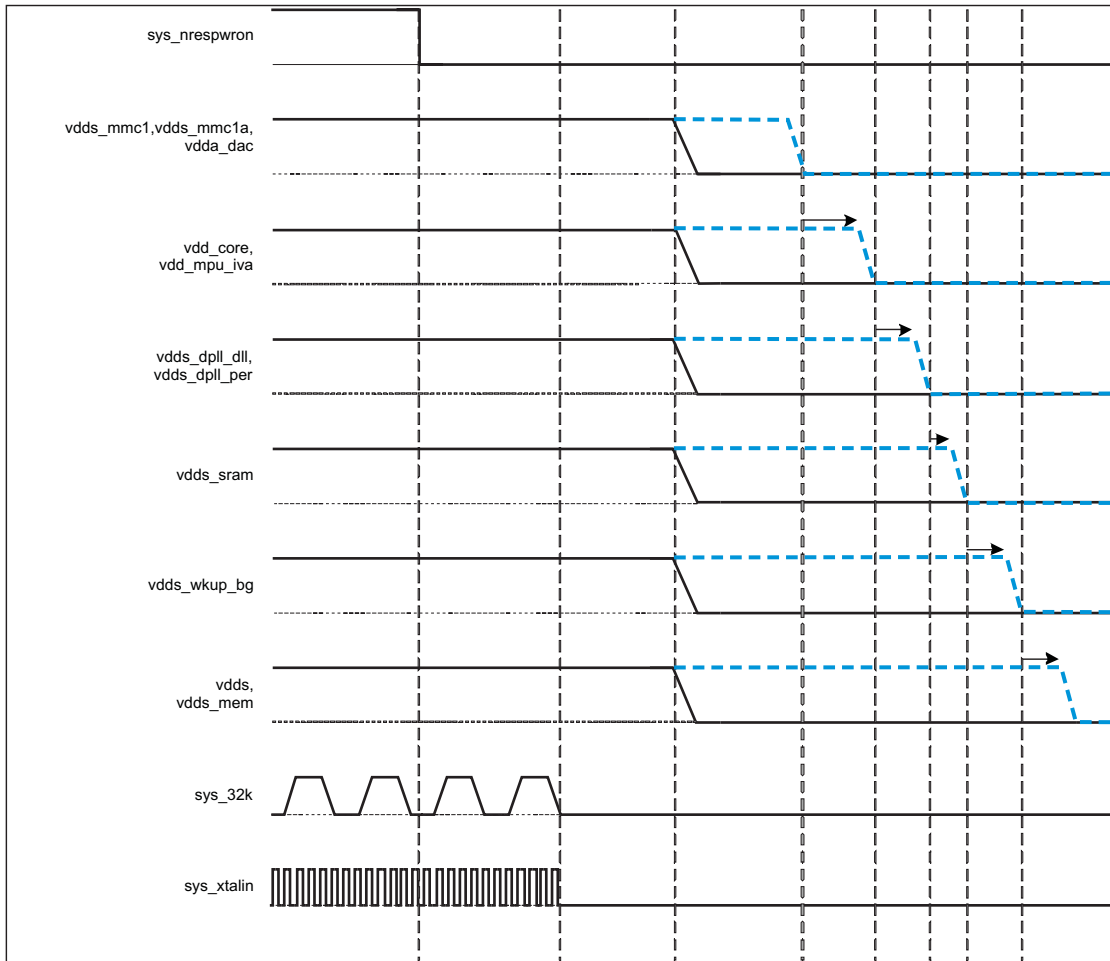 sys_nrespwron
vdds_mmc1,vdds_mmc1a,
vdda_dac
vdd_core,
vdd_mpu_iva
vdds_dpll_dll,
vdds_dpll_per
vdds_sram
vdds_wkup_bg
vdds,
vdds_mem
sys_32k
sys_xtalin